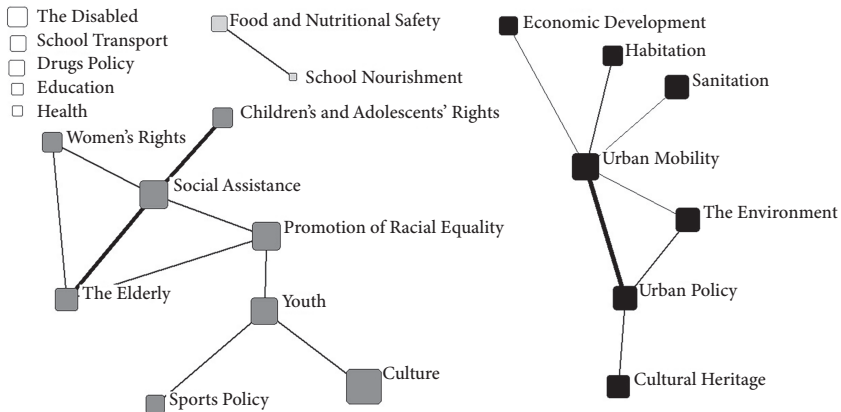 The Disabled
School Transport
Drugs Policy
Education
Health
Food and Nutritional Safety
School Nourishment
Children's and Adolescents' Rights
Women's Rights
Social Assistance
Promotion of Racial Equality
The Elderly
Youth
Culture
Sports Policy
Economic Development
Habitation
Sanitation
Urban Mobility
The Environment
Urban Policy
Cultural Heritage